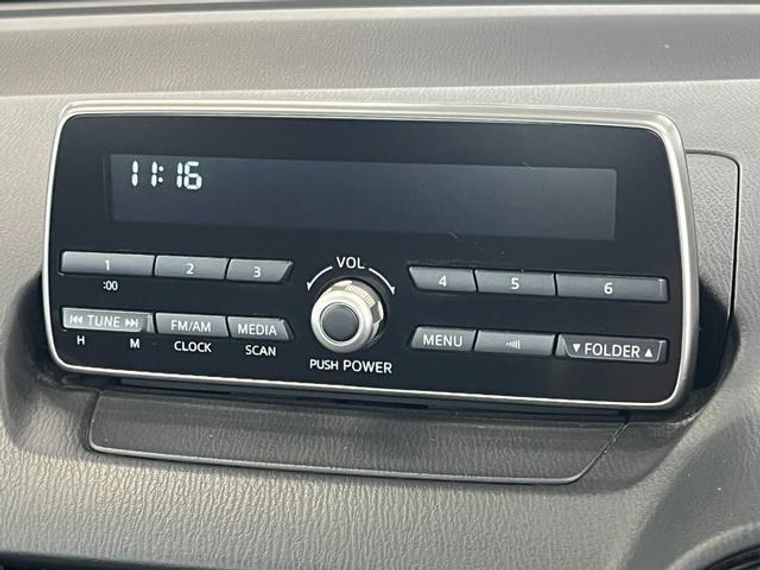 11:16
VOL
1 2 3 4 5 6
:00
⏮ TUNE ⏭ FM/AM MEDIA MENU ▼ FOLDER ▲
H M CLOCK SCAN
PUSH POWER